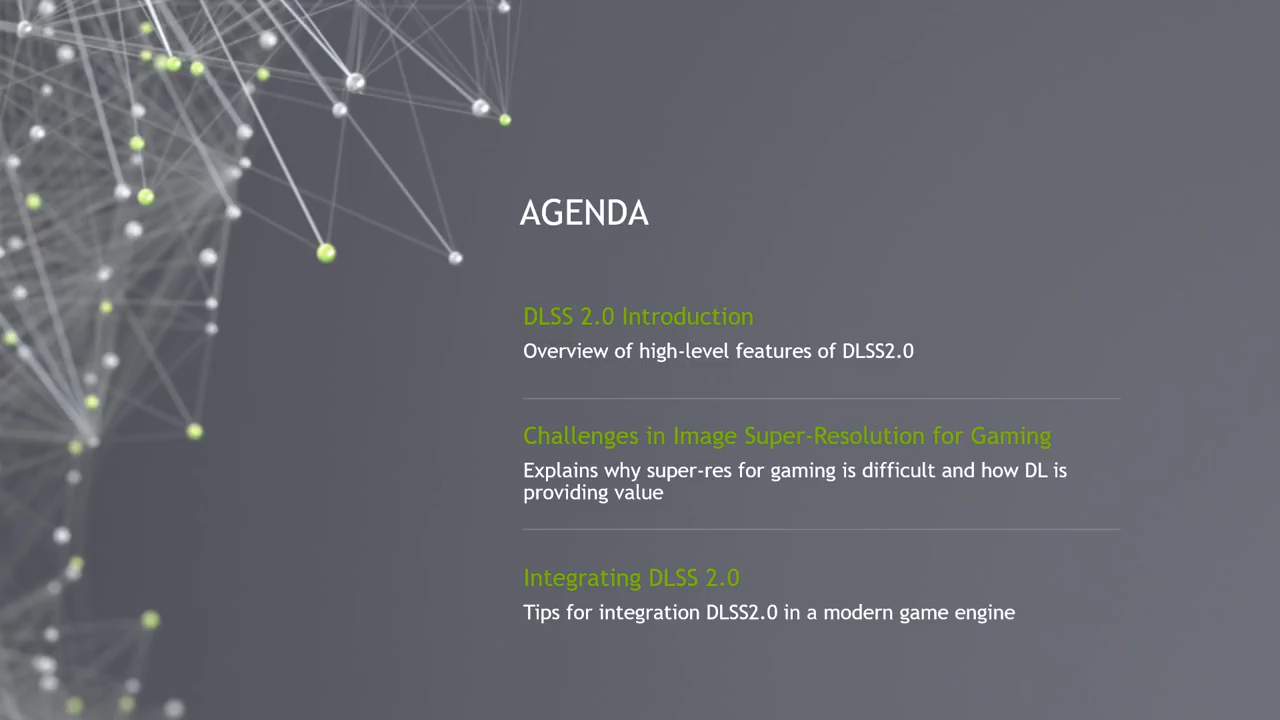 AGENDA
DLSS 2.0 Introduction
Overview of high-level features of DLSS2.0
Challenges in Image Super-Resolution for Gaming
Explains why super-res for gaming is difficult and how DL is
providing value
Integrating DLSS 2.0
Tips for integration DLSS2.0 in a modern game engine